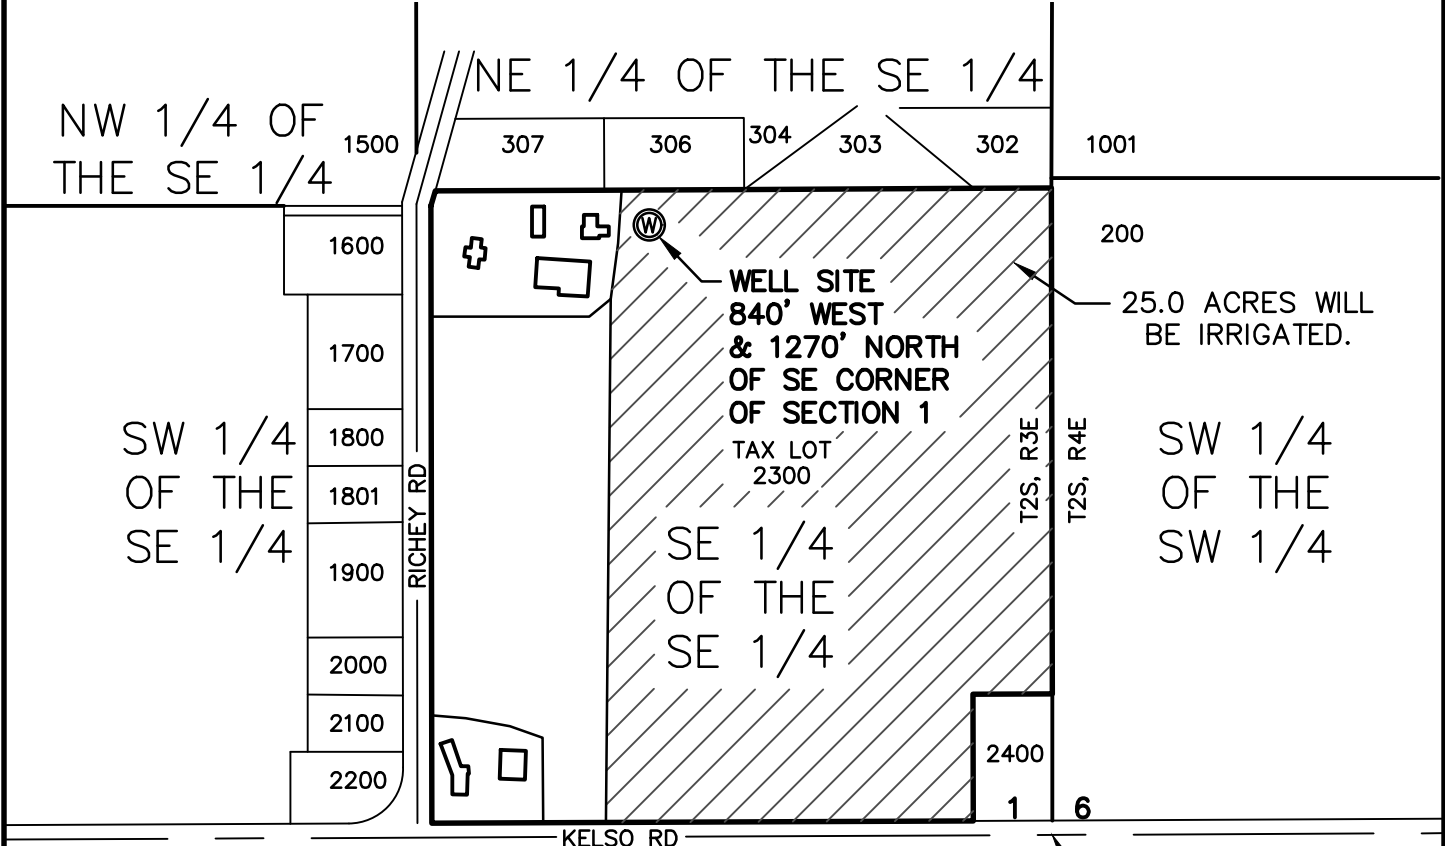 NE 1/4 OF THE SE 1/4
NW 1/4 OF
THE SE 1/4
1500
307
306
304
303
302
1001
1600
W
200
WELL SITE
840' WEST
& 1270' NORTH
OF SE CORNER
OF SECTION 1
25.0 ACRES WILL
BE IRRIGATED.
1700
SW 1/4
OF THE
SE 1/4
1800
1801
1900
2000
2100
2200
RICHEY RD
TAX LOT
2300
SE 1/4
OF THE
SE 1/4
T2S, R3E
T2S, R4E
SW 1/4
OF THE
SW 1/4
2400
1
6
KELSO RD